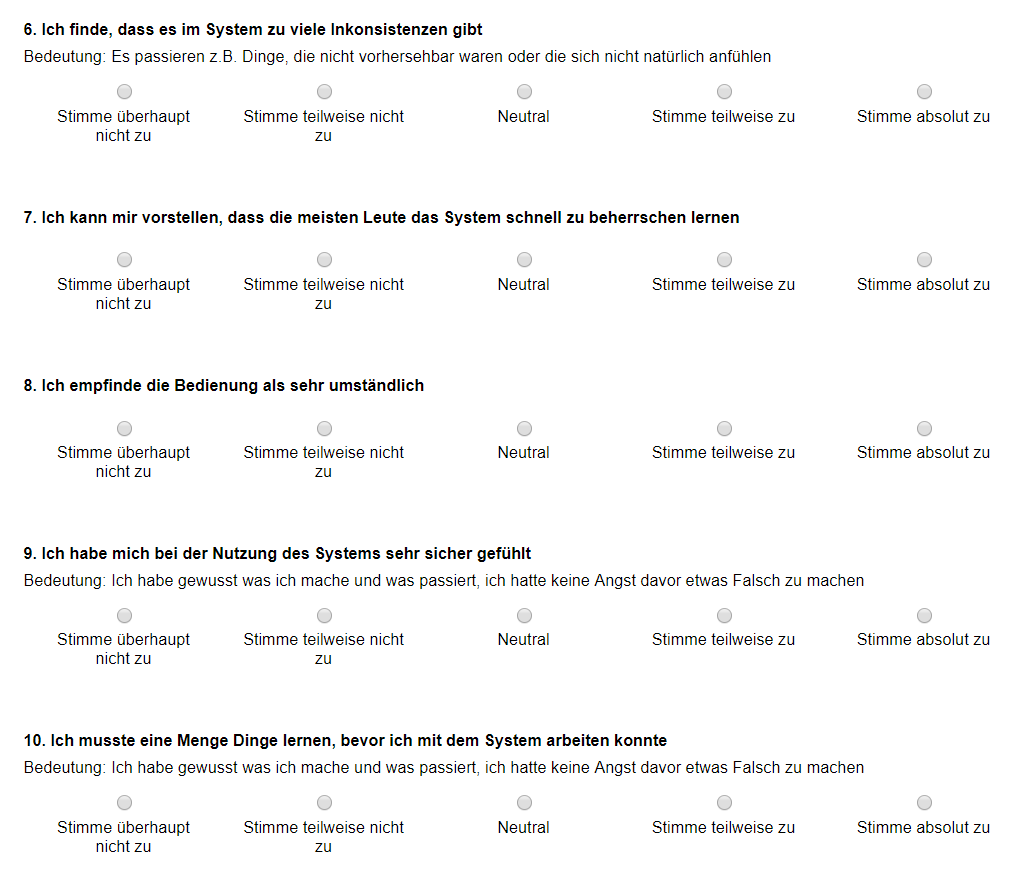 6. Ich finde, dass es im System zu viele Inkonsistenzen gibt
Bedeutung: Es passieren z.B. Dinge, die nicht vorhersehbar waren oder die sich nicht natürlich anfühlen
Stimme überhaupt nicht zu
Stimme teilweise nicht zu
Neutral
Stimme teilweise zu
Stimme absolut zu
7. Ich kann mir vorstellen, dass die meisten Leute das System schnell zu beherrschen lernen
Stimme überhaupt nicht zu
Stimme teilweise nicht zu
Neutral
Stimme teilweise zu
Stimme absolut zu
8. Ich empfinde die Bedienung als sehr umständlich
Stimme überhaupt nicht zu
Stimme teilweise nicht zu
Neutral
Stimme teilweise zu
Stimme absolut zu
9. Ich habe mich bei der Nutzung des Systems sehr sicher gefühlt
Bedeutung: Ich habe gewusst was ich mache und was passiert, ich hatte keine Angst davor etwas Falsch zu machen
Stimme überhaupt nicht zu
Stimme teilweise nicht zu
Neutral
Stimme teilweise zu
Stimme absolut zu
10. Ich musste eine Menge Dinge lernen, bevor ich mit dem System arbeiten konnte
Bedeutung: Ich habe gewusst was ich mache und was passiert, ich hatte keine Angst davor etwas Falsch zu machen
Stimme überhaupt nicht zu
Stimme teilweise nicht zu
Neutral
Stimme teilweise zu
Stimme absolut zu